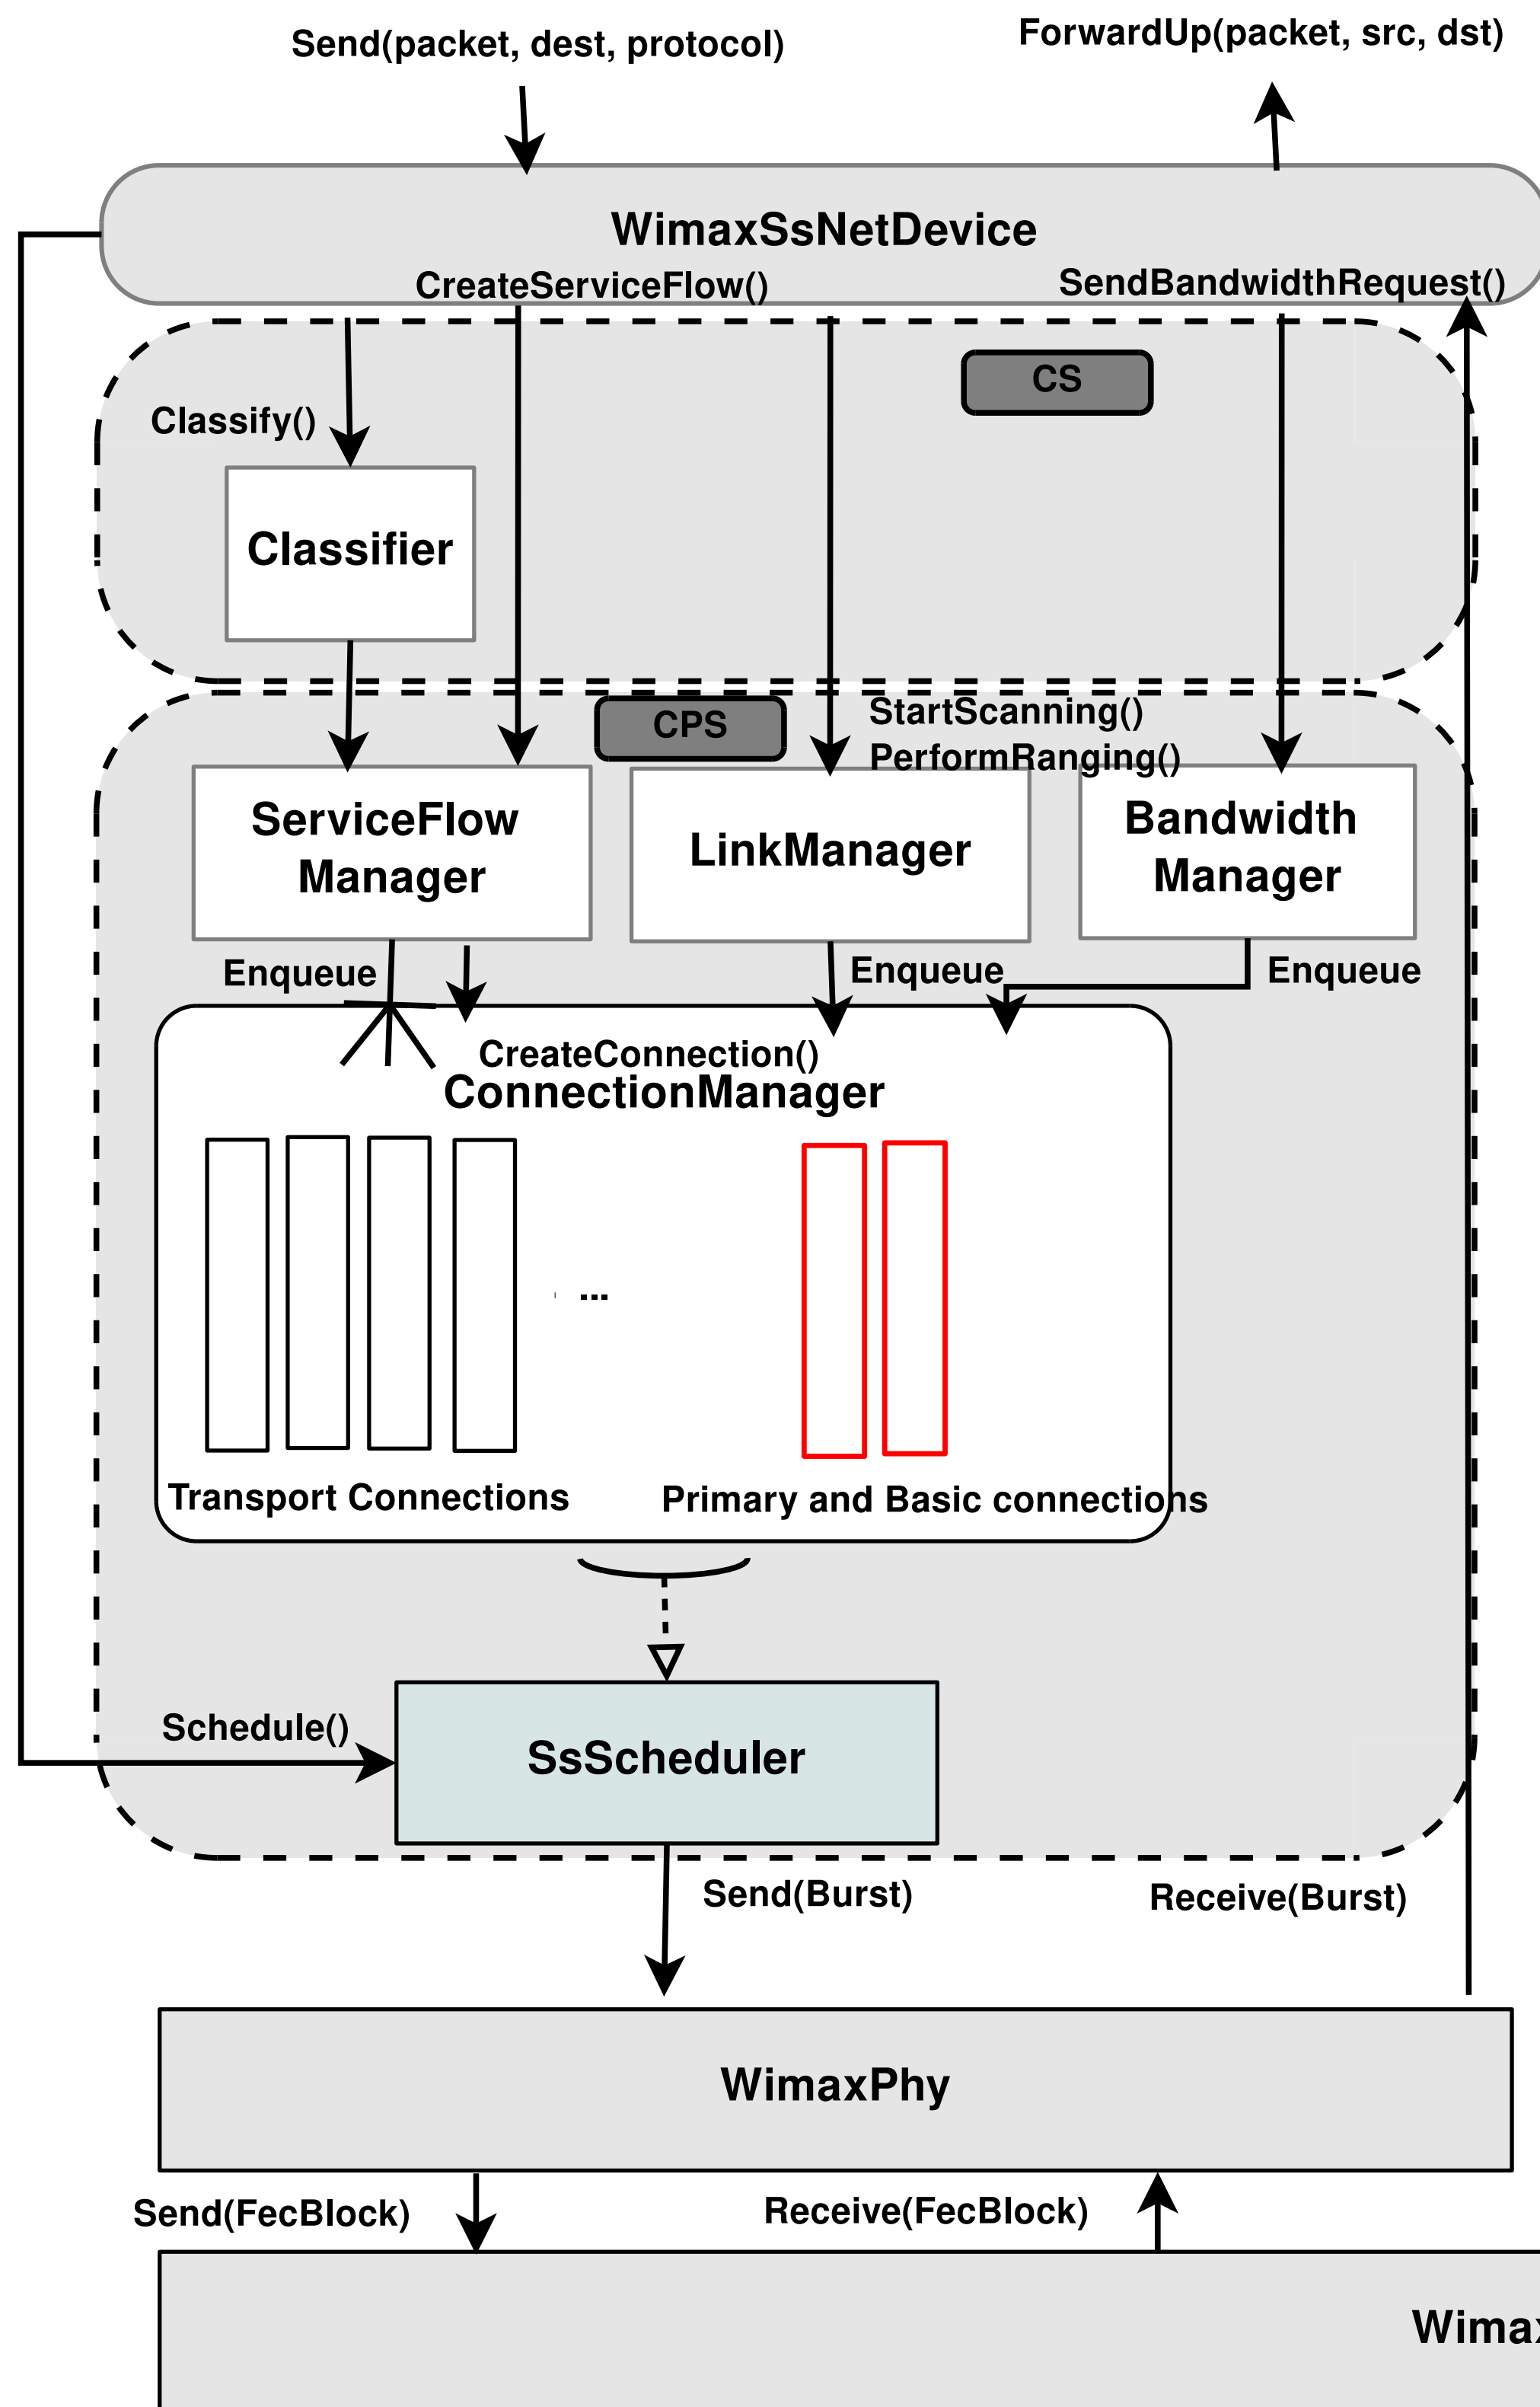 Send(packet, dest, protocol)
ForwardUp(packet, src, dst)
WimaxSsNetDevice
CreateServiceFlow()
SendBandwidthRequest()
CS
Classify()
Classifier
CPS
StartScanning()
PerformRanging()
ServiceFlow
Manager
LinkManager
Bandwidth
Manager
Enqueue
Enqueue
Enqueue
CreateConnection()
ConnectionManager
...
Transport Connections
Primary and Basic connections
Schedule()
SsScheduler
Send(Burst)
Receive(Burst)
WimaxPhy
Send(FecBlock)
Receive(FecBlock)